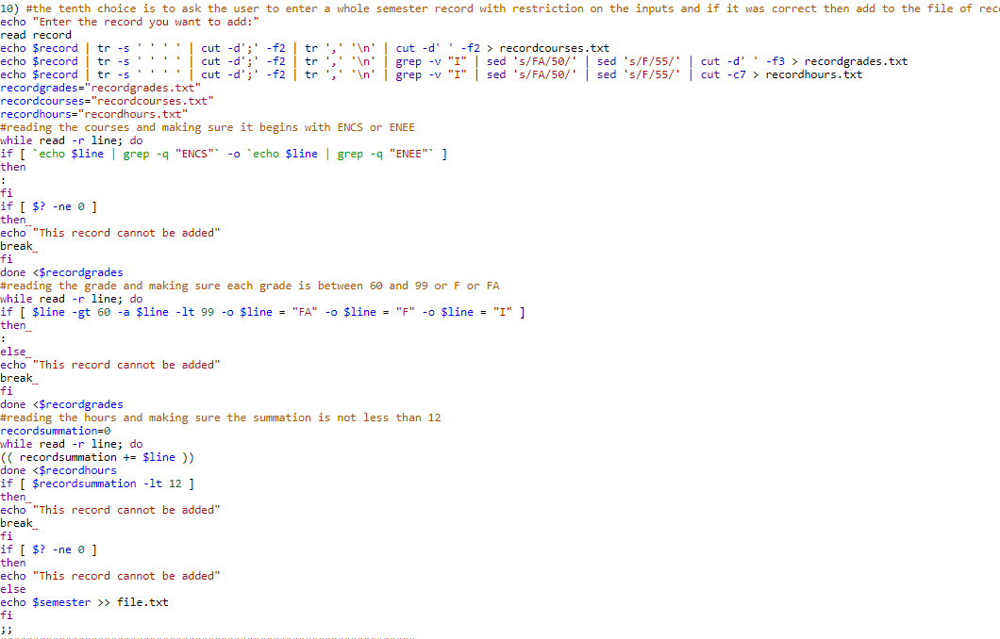 10) #the tenth choice is to ask the user to enter a whole semester record with restriction on the inputs and if it was correct then add to the file of rec
echo "Enter the record you want to add:"
read record
echo $record | tr -s ' ' ' ' | cut -d';' -f2 | tr ',' '\n' | cut -d' ' -f2 > recordcourses.txt
echo $record | tr -s ' ' ' ' | cut -d';' -f2 | tr ',' '\n' | grep -v "I" | sed 's/FA/50/' | sed 's/F/55/' | cut -d' ' -f3 > recordgrades.txt
echo $record | tr -s ' ' ' ' | cut -d';' -f2 | tr ',' '\n' | grep -v "I" | sed 's/FA/50/' | sed 's/F/55/' | cut -c7 > recordhours.txt
recordgrades="recordgrades.txt"
recordcourses="recordcourses.txt"
recordhours="recordhours.txt"
#reading the courses and making sure it begins with ENCS or ENEE
while read -r line; do
if [ `echo $line | grep -q "ENCS"` -o `echo $line | grep -q "ENEE"` ]
then
:
fi
if [ $? -ne 0 ]
then
echo "This record cannot be added"
break
fi
done <$recordgrades
#reading the grade and making sure each grade is between 60 and 99 or F or FA
while read -r line; do
if [ $line -gt 60 -a $line -lt 99 -o $line = "FA" -o $line = "F" -o $line = "I" ]
then
:
else
echo "This record cannot be added"
break
fi
done <$recordgrades
#reading the hours and making sure the summation is not less than 12
recordsummation=0
while read -r line; do
(( recordsummation += $line ))
done <$recordhours
if [ $recordsummation -lt 12 ]
then
echo "This record cannot be added"
break
fi
if [ $? -ne 0 ]
then
echo "This record cannot be added"
else
echo $semester >> file.txt
fi
;;